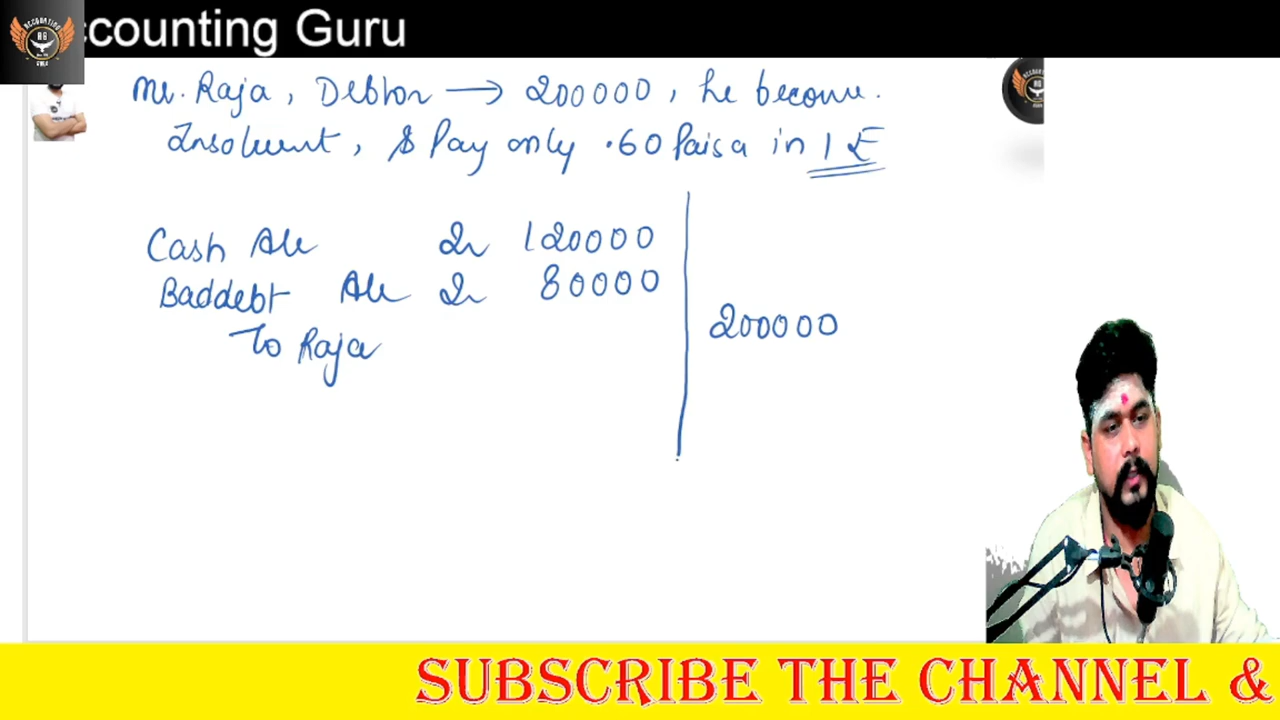 Accounting Guru
Mr. Raja, Debtor → 200000, he become.
Insolvent, & Pay only .60 Paisa in 1 ₹
Cash A/c Dr 120000
Baddebt A/c Dr 80000
To Raja 200000
SUBSCRIBE THE CHANNEL &